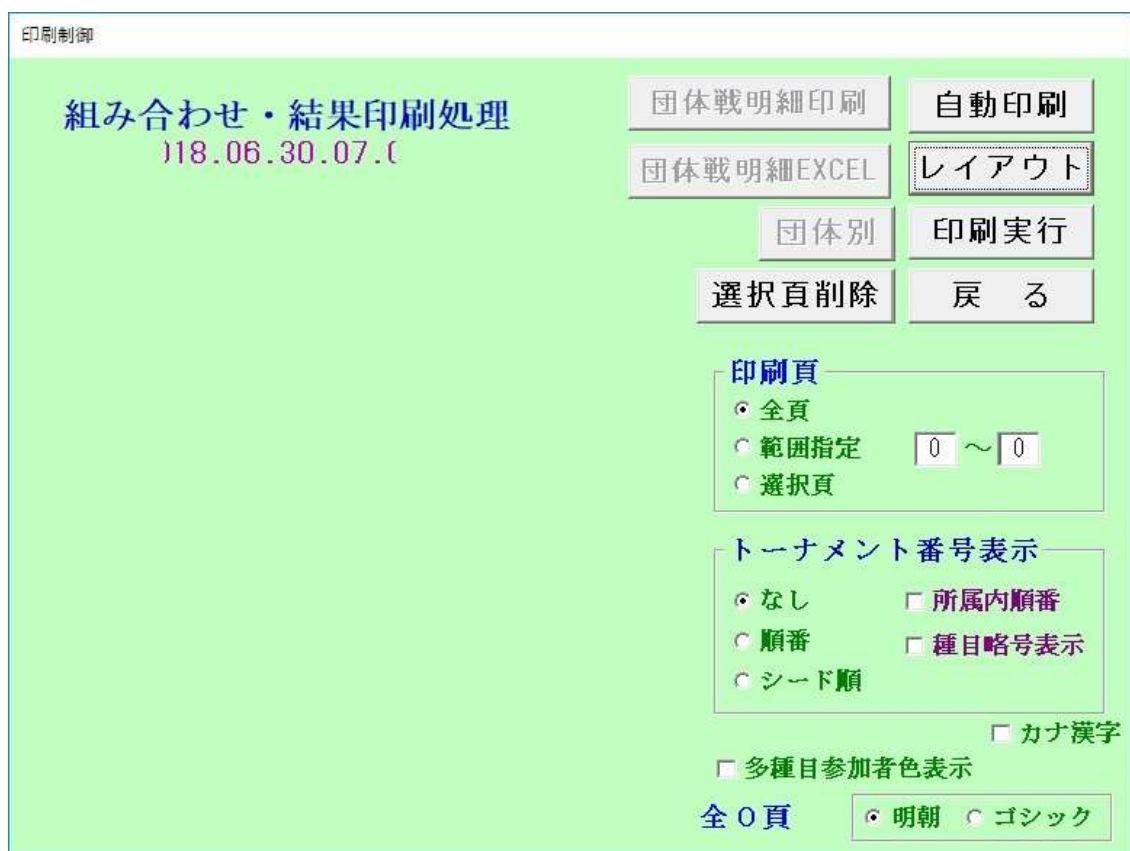 印刷制御
組み合わせ・結果印刷処理
)18.06.30.07.(
団体戦明細印刷
自動印刷
団体戦明細EXCEL
レイアウト
団体別
印刷実行
選択頁削除
戻 る
印刷頁
全頁
範囲指定 0 ～ 0
選択頁
トーナメント番号表示
なし
所属内順番
順番
種目略号表示
シード順
カナ漢字
多種目参加者色表示
全0頁
明朝
ゴシック